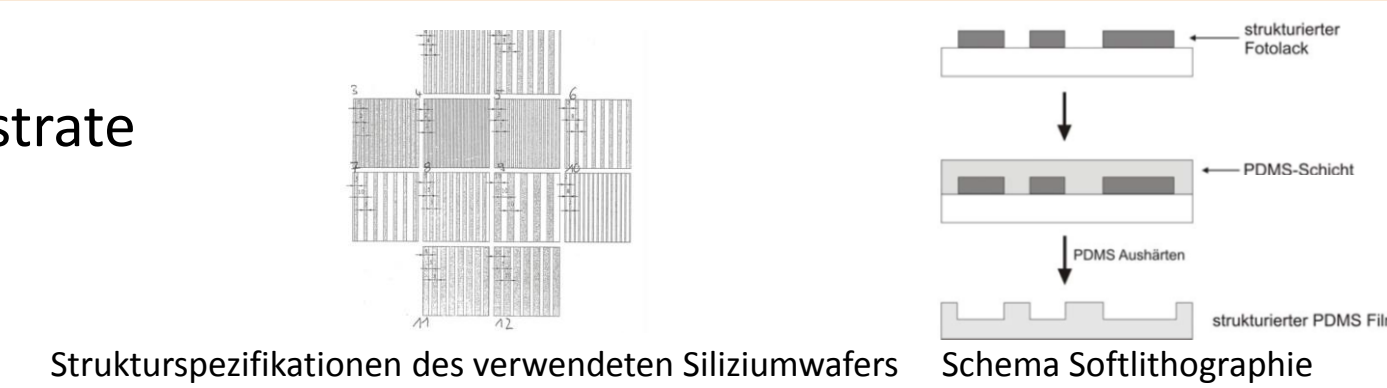 strate
3
4
5
6
7
8
9
10
11
12
strukturierter
Fotolack
PDMS-Schicht
PDMS Aushärten
strukturierter PDMS Film
Strukturspezifikationen des verwendeten Siliziumwafers
Schema Softlithographie